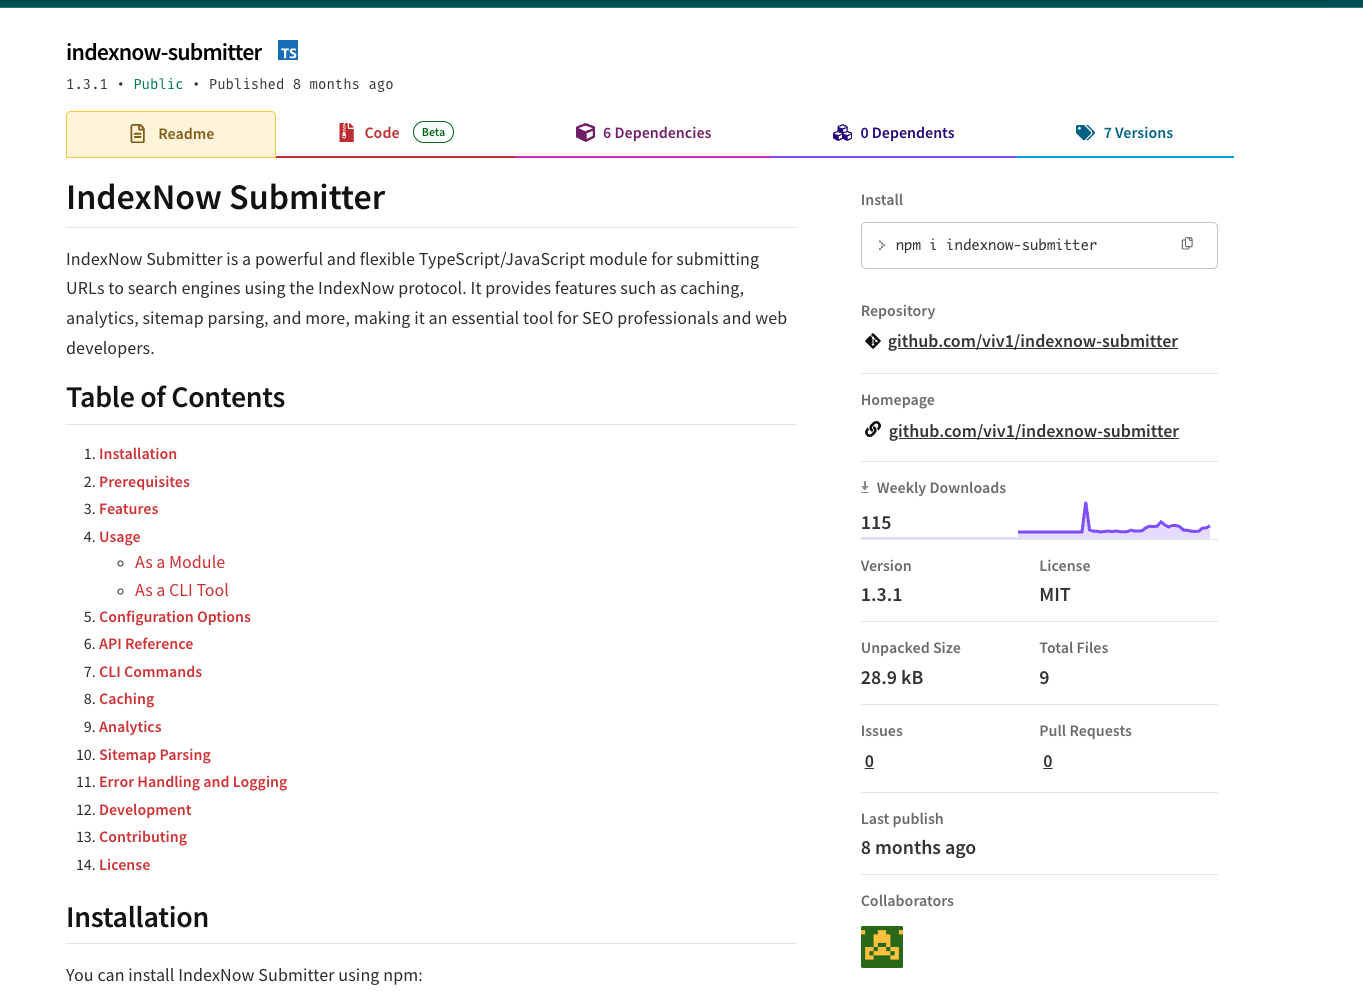 indexnow-submitter TS
1.3.1 • Public • Published 8 months ago
Readme
Code Beta
6 Dependencies
0 Dependents
7 Versions
IndexNow Submitter
IndexNow Submitter is a powerful and flexible TypeScript/JavaScript module for submitting
URLs to search engines using the IndexNow protocol. It provides features such as caching,
analytics, sitemap parsing, and more, making it an essential tool for SEO professionals and web
developers.
Table of Contents
1. Installation
2. Prerequisites
3. Features
4. Usage
As a Module
As a CLI Tool
5. Configuration Options
6. API Reference
7. CLI Commands
8. Caching
9. Analytics
10. Sitemap Parsing
11. Error Handling and Logging
12. Development
13. Contributing
14. License
Installation
You can install IndexNow Submitter using npm:
Install
> npm i indexnow-submitter
Repository
github.com/viv1/indexnow-submitter
Homepage
github.com/viv1/indexnow-submitter
Weekly Downloads
115
Version
1.3.1
License
MIT
Unpacked Size
28.9 kB
Total Files
9
Issues
0
Pull Requests
0
Last publish
8 months ago
Collaborators